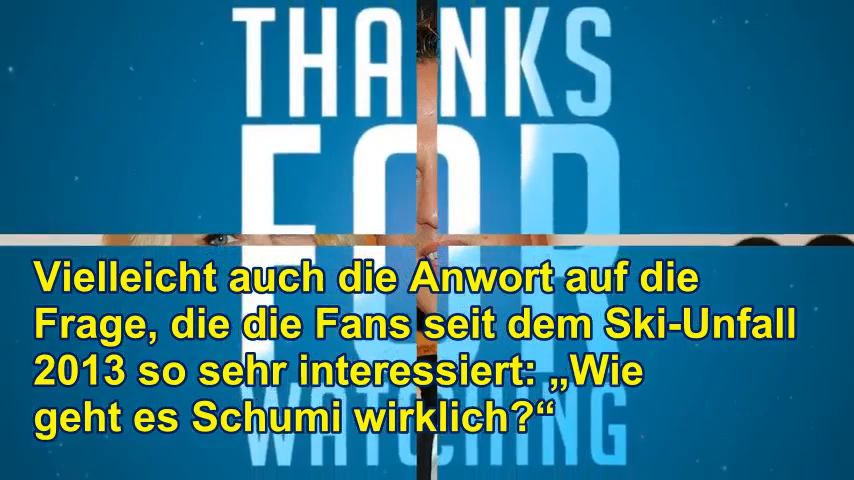 THANKS
FOR
WATCHING
Vielleicht auch die Anwort auf die
Frage, die die Fans seit dem Ski-Unfall
2013 so sehr interessiert: „Wie
geht es Schumi wirklich?“